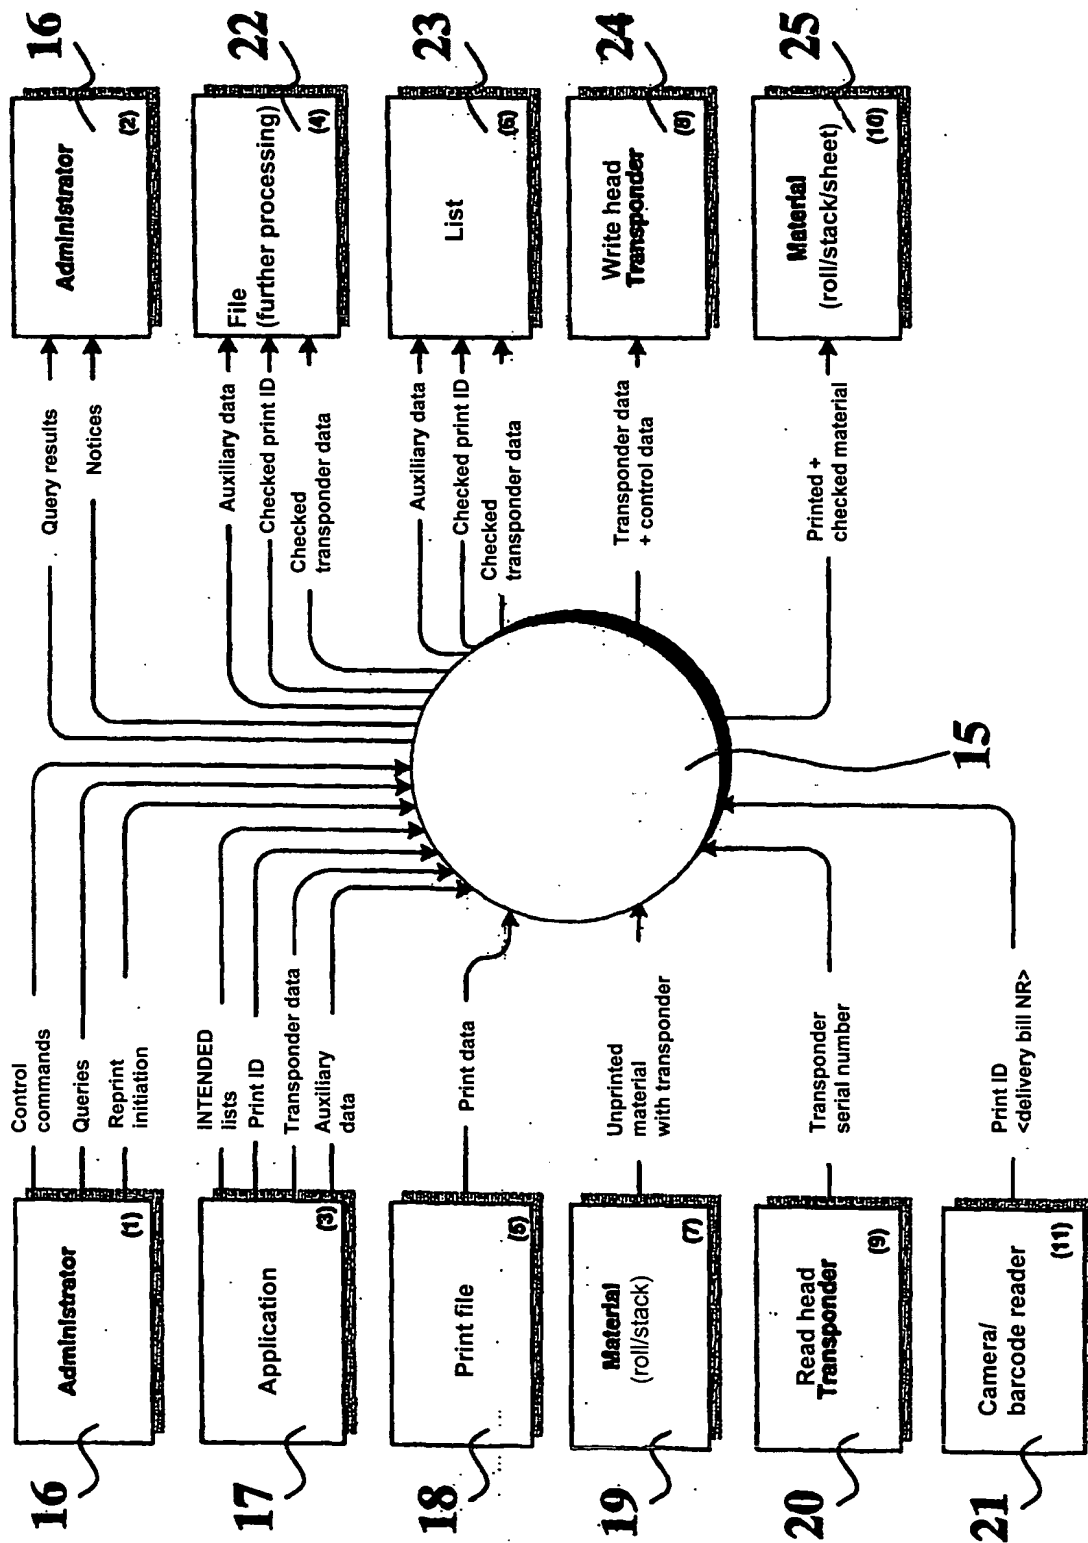 16
Administrator
(1)
Control
commands
Queries
Reprint
initiation
Query results
Notices
Administrator
(2)
16
17
Application
(3)
INTENDED
lists
Print ID
Transponder data
Auxiliary
data
Auxiliary data
Checked print ID
Checked
transponder data
File
(further processing)
(4)
22
18
Print file
(5)
Print data
Auxiliary data
Checked print ID
Checked
transponder data
List
(6)
23
19
Material
(roll/stack)
(7)
Unprinted
material
with transponder
Transponder data
+ control data
Write head
Transponder
(8)
24
20
Read head
Transponder
(9)
Transponder
serial number
Printed +
checked material
Material
(roll/stack/sheet)
(10)
25
21
Camera/
barcode reader
(11)
Print ID
<delivery bill NR>
15